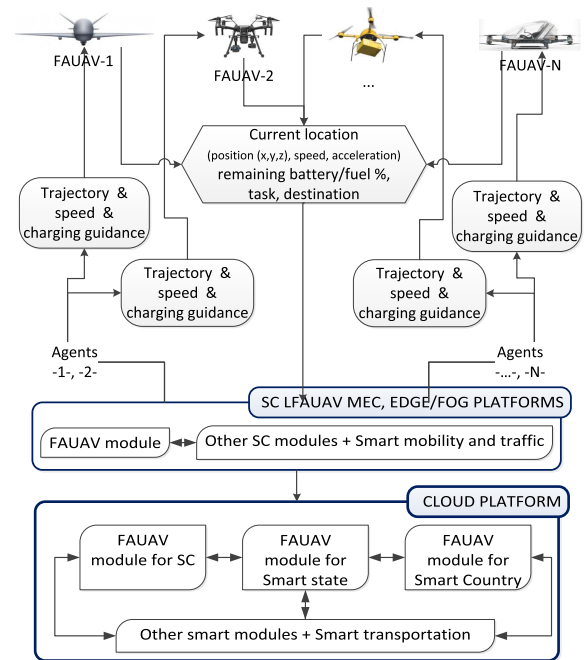 FAUAV-1
FAUAV-2
...
FAUAV-N
Current location
(position (x,y,z), speed, acceleration)
remaining battery/fuel %,
task, destination
Trajectory &
speed &
charging guidance
Trajectory &
speed &
charging guidance
Trajectory &
speed &
charging guidance
Trajectory &
speed &
charging guidance
Agents
-1-, -2-
Agents
-...-, -N-
SC LFAUAV MEC, EDGE/FOG PLATFORMS
FAUAV module
Other SC modules + Smart mobility and traffic
CLOUD PLATFORM
FAUAV
module for SC
FAUAV
module for
Smart state
FAUAV
module for
Smart Country
Other smart modules + Smart transportation